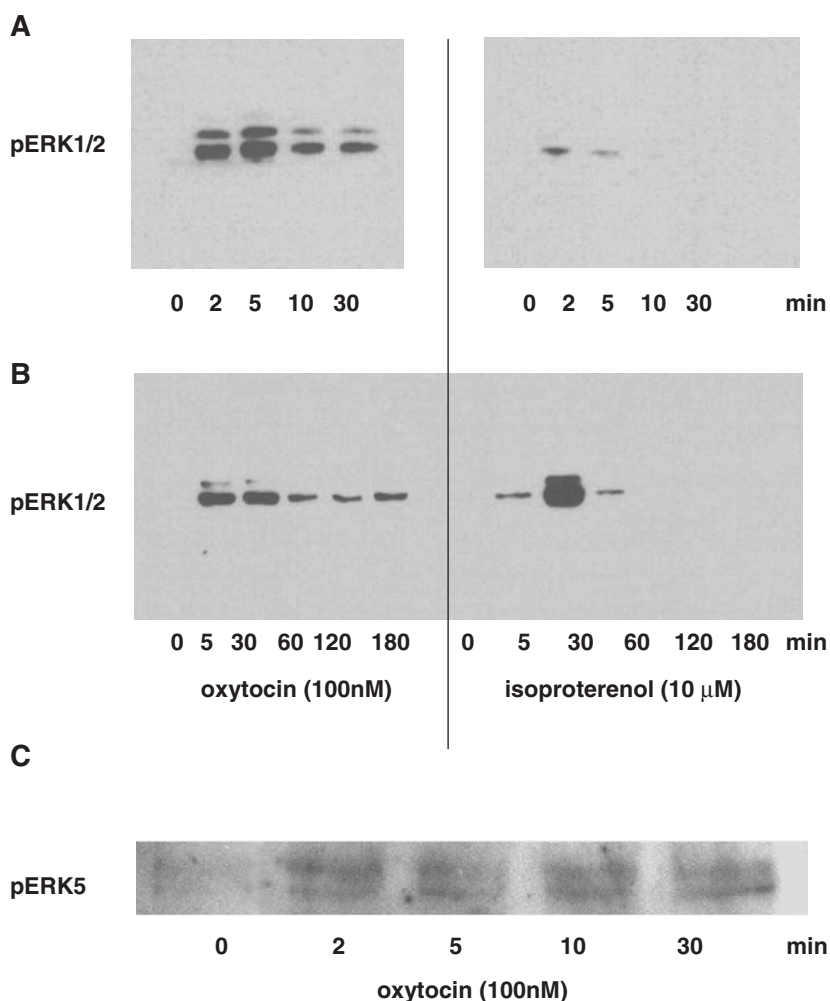 A
pERK1/2
0 2 5 10 30 0 2 5 10 30 min
B
pERK1/2
0 5 30 60 120 180 0 5 30 60 120 180 min
oxytocin (100nM) isoproterenol (10 μM)
C
pERK5
0 2 5 10 30 min
oxytocin (100nM)